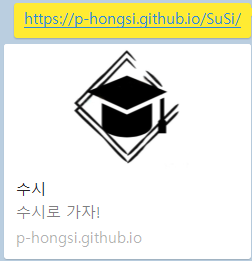 https://p-hongsi.github.io/SuSi/
수시
수시로 가자!
p-hongsi.github.io